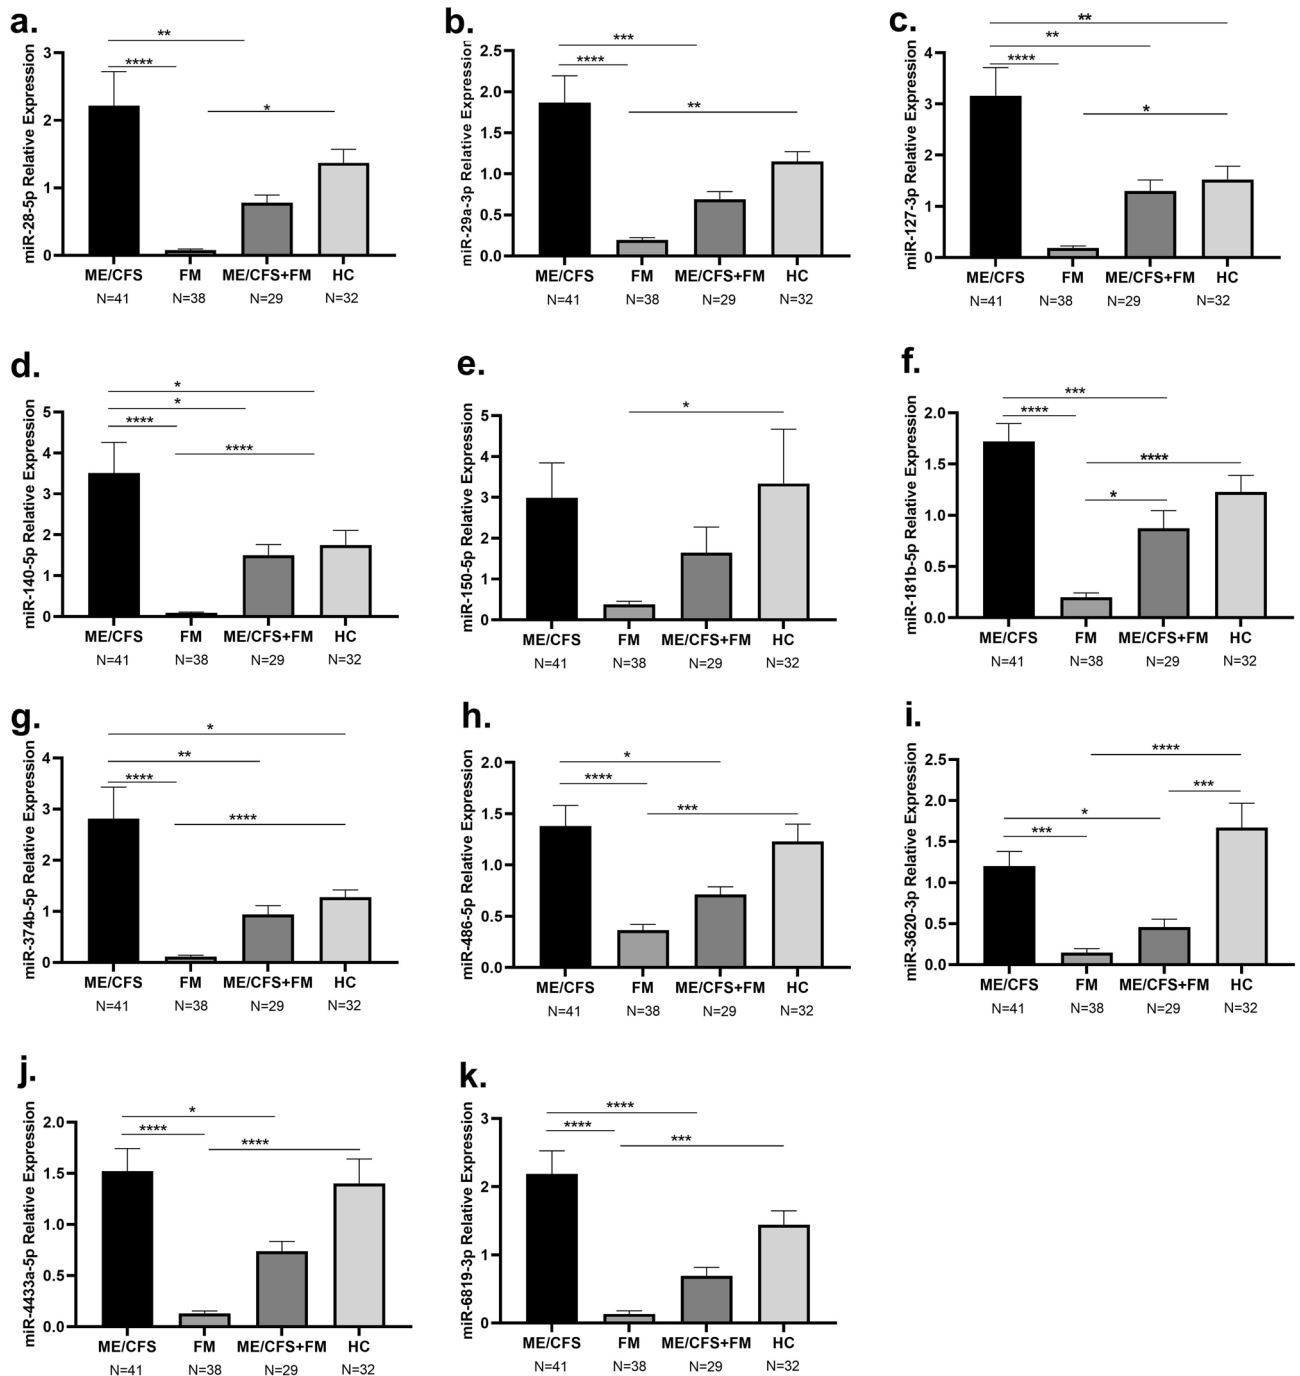 a.
miR-28-5p Relative Expression
3
2
1
0
**
****
*
ME/CFS FM ME/CFS+FM HC
N=41 N=38 N=29 N=32
b.
miR-29a-3p Relative Expression
2.5
2.0
1.5
1.0
0.5
0.0
***
****
**
ME/CFS FM ME/CFS+FM HC
N=41 N=38 N=29 N=32
c.
miR-127-3p Relative Expression
4
3
2
1
0
**
**
****
*
ME/CFS FM ME/CFS+FM HC
N=41 N=38 N=29 N=32
d.
miR-140-5p Relative Expression
5
4
3
2
1
0
*
*
****
****
ME/CFS FM ME/CFS+FM HC
N=41 N=38 N=29 N=32
e.
miR-150-5p Relative Expression
5
4
3
2
1
0
*
ME/CFS FM ME/CFS+FM HC
N=41 N=38 N=29 N=32
f.
miR-181b-5p Relative Expression
2.0
1.5
1.0
0.5
0.0
***
****
****
*
ME/CFS FM ME/CFS+FM HC
N=41 N=38 N=29 N=32
g.
miR-374b-5p Relative Expression
4
3
2
1
0
*
**
****
****
ME/CFS FM ME/CFS+FM HC
N=41 N=38 N=29 N=32
h.
miR-486-5p Relative Expression
2.0
1.5
1.0
0.5
0.0
*
****
***
ME/CFS FM ME/CFS+FM HC
N=41 N=38 N=29 N=32
i.
miR-3620-3p Relative Expression
2.5
2.0
1.5
1.0
0.5
0.0
****
***
*
***
ME/CFS FM ME/CFS+FM HC
N=41 N=38 N=29 N=32
j.
miR-4433a-5p Relative Expression
2.0
1.5
1.0
0.5
0.0
*
****
****
ME/CFS FM ME/CFS+FM HC
N=41 N=38 N=29 N=32
k.
miR-6819-3p Relative Expression
3
2
1
0
****
****
***
ME/CFS FM ME/CFS+FM HC
N=41 N=38 N=29 N=32